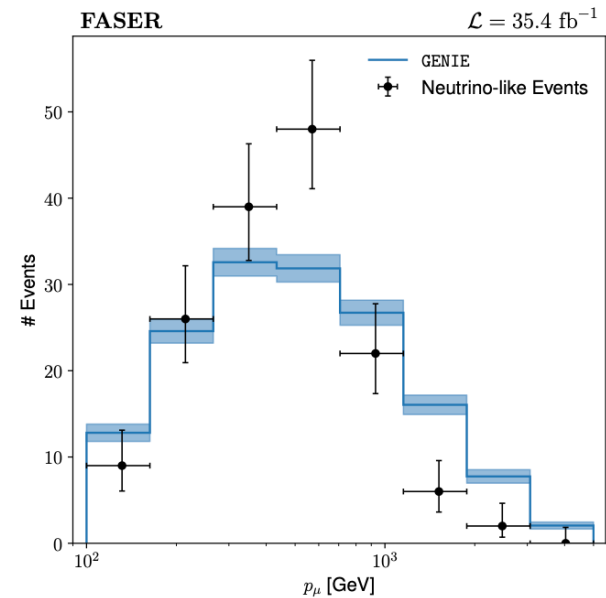 FASER
ℒ = 35.4 fb⁻¹
GENIE
Neutrino-like Events
# Events
50
40
30
20
10
0
10²
10³
pμ [GeV]